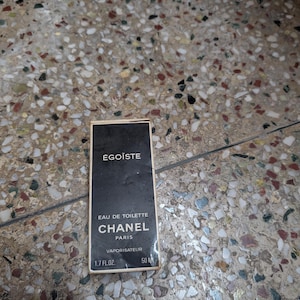 ÉGOÏSTE
EAU DE TOILETTE
CHANEL
PARIS
VAPORISATEUR
1.7 FL.OZ. 50 ml